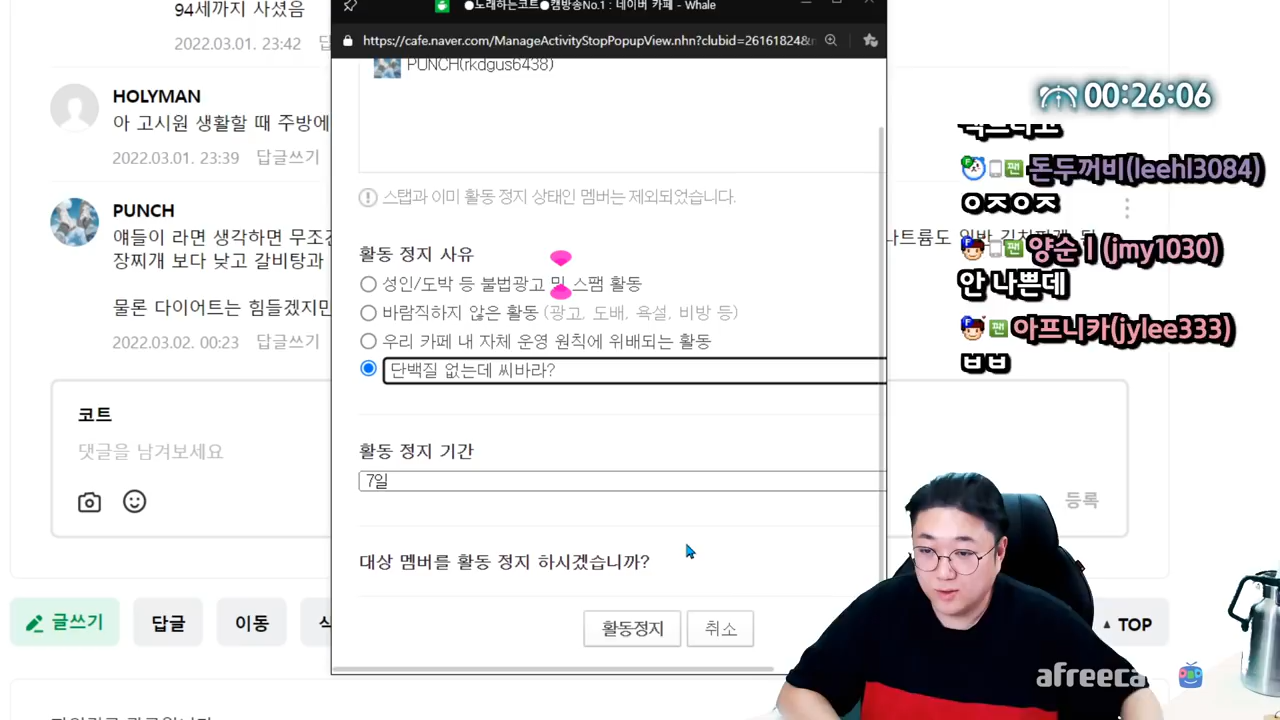 94세까지 사셨음
2022.03.01. 23:42
HOLYMAN
아 고시원 생활할 때 주방에
2022.03.01. 23:39 답글쓰기
PUNCH
얘들이 라면 생각하면 무조건
장찌개 보다 낮고 갈비탕과
물론 다이어트는 힘들겠지만
2022.03.02. 00:23 답글쓰기
코트
댓글을 남겨보세요
등록
글쓰기
답글
이동
▲ TOP
●노래하는코트●캠방송No.1 : 네이버 카페 - Whale
https://cafe.naver.com/ManageActivityStopPopupView.nhn?clubid=26161824&
PUNCH(rkdgus6438)
스탭과 이미 활동 정지 상태인 멤버는 제외되었습니다.
활동 정지 사유
성인/도박 등 불법광고 및 스팸 활동
바람직하지 않은 활동 (광고, 도배, 욕설, 비방 등)
우리 카페 내 자체 운영 원칙에 위배되는 활동
단백질 없는데 씨바라?
활동 정지 기간
7일
대상 멤버를 활동 정지 하시겠습니까?
활동정지
취소
00:26:06
팬 돈두꺼비(leehl3084)
ㅇㅈㅇㅈ
팬 양순ㅣ(jmy1030)
안 나쁜데
팬 아프니카(jylee333)
ㅂㅂ
afreeca